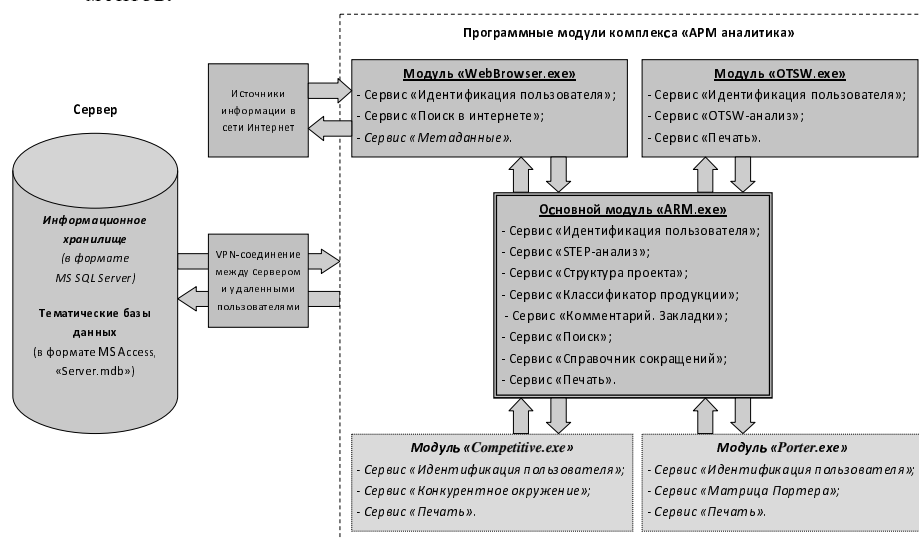 Программные модули комплекса «АРМ аналитика»
Сервер
Информационное
хранилище
(в формате
MS SQL Server)
Тематические базы
данных
(в формате MS Access,
«Server.mdb»)
Источники
информации в
сети Интернет
VPN-соединение
между Сервером
и удаленными
пользователями
Модуль «WebBrowser.exe»
- Сервис «Идентификация пользователя»;
- Сервис «Поиск в интернете»;
- Сервис «Метаданные».
Модуль «OTSW.exe»
- Сервис «Идентификация пользователя»;
- Сервис «OTSW-анализ»;
- Сервис «Печать».
Основной модуль «ARM.exe»
- Сервис «Идентификация пользователя»;
- Сервис «STEP-анализ»;
- Сервис «Структура проекта»;
- Сервис «Классификатор продукции»;
- Сервис «Комментарий. Закладки»;
- Сервис «Поиск»;
- Сервис «Справочник сокращений»;
- Сервис «Печать».
Модуль «Competitive.exe»
- Сервис «Идентификация пользователя»;
- Сервис «Конкурентное окружение»;
- Сервис «Печать».
Модуль «Porter.exe»
- Сервис «Идентификация пользователя»;
- Сервис «Матрица Портера»;
- Сервис «Печать».